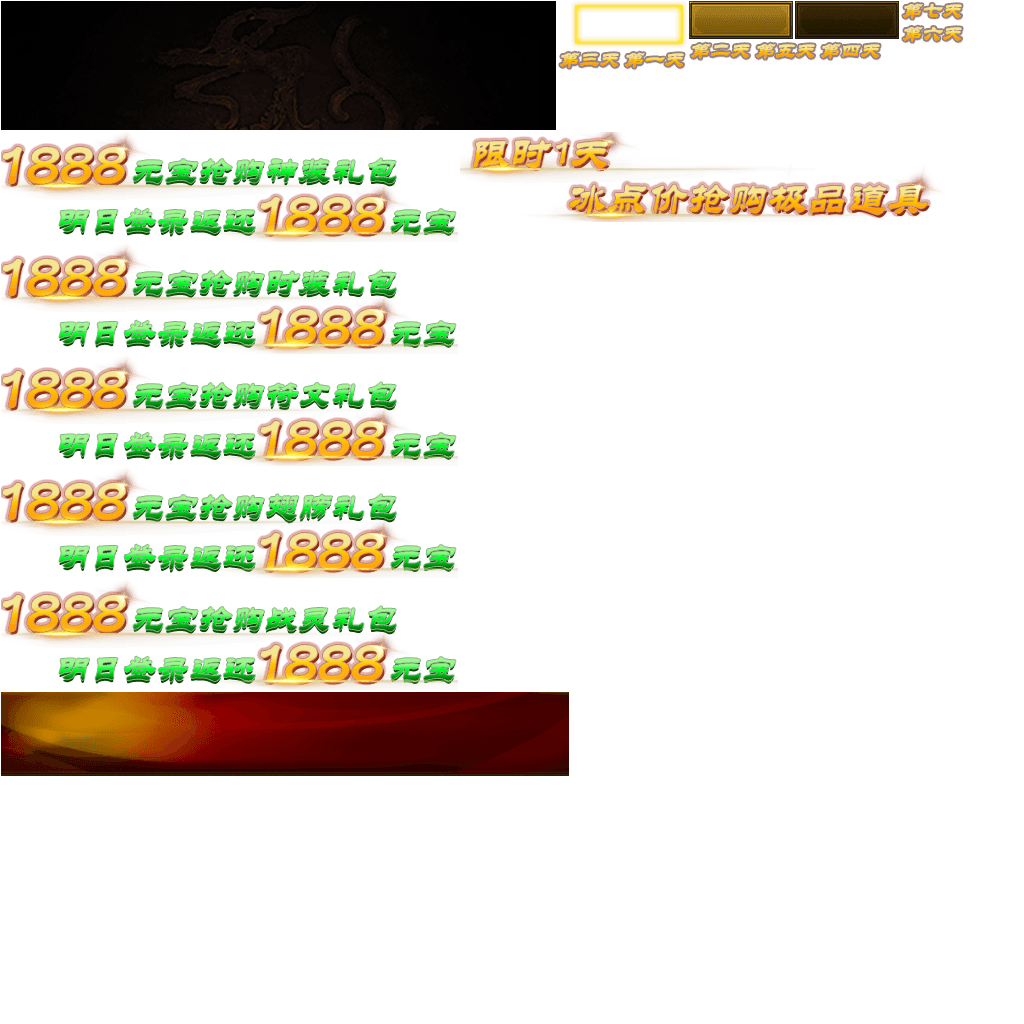 第七天
第六天
第三天
第一天
第二天
第五天
第四天
限时1天
冰点价抢购极品道具
1888元宝抢购神装礼包
明日登录返还1888元宝
1888元宝抢购时装礼包
明日登录返还1888元宝
1888元宝抢购符文礼包
明日登录返还1888元宝
1888元宝抢购翅膀礼包
明日登录返还1888元宝
1888元宝抢购战灵礼包
明日登录返还1888元宝